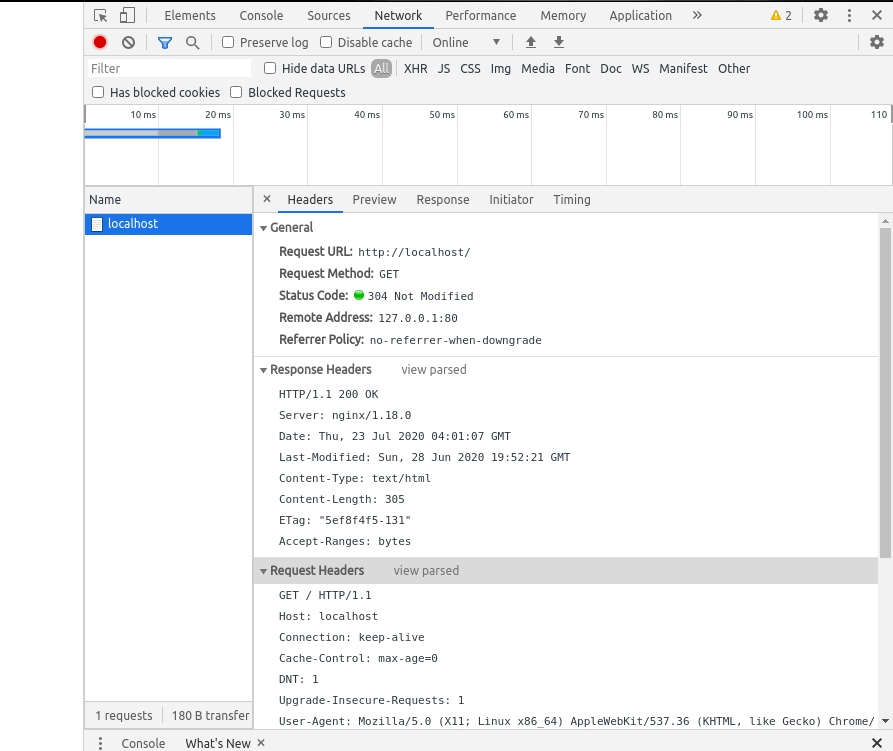 Elements Console Sources Network Performance Memory Application » 2
Preserve log Disable cache Online
Filter Hide data URLs All XHR JS CSS Img Media Font Doc WS Manifest Other
Has blocked cookies Blocked Requests
10 ms 20 ms 30 ms 40 ms 50 ms 60 ms 70 ms 80 ms 90 ms 100 ms 110
Name × Headers Preview Response Initiator Timing
localhost
General
Request URL: http://localhost/
Request Method: GET
Status Code: 304 Not Modified
Remote Address: 127.0.0.1:80
Referrer Policy: no-referrer-when-downgrade
Response Headers view parsed
HTTP/1.1 200 OK
Server: nginx/1.18.0
Date: Thu, 23 Jul 2020 04:01:07 GMT
Last-Modified: Sun, 28 Jun 2020 19:52:21 GMT
Content-Type: text/html
Content-Length: 305
ETag: "5ef8f4f5-131"
Accept-Ranges: bytes
Request Headers view parsed
GET / HTTP/1.1
Host: localhost
Connection: keep-alive
Cache-Control: max-age=0
DNT: 1
Upgrade-Insecure-Requests: 1
User-Agent: Mozilla/5.0 (X11; Linux x86_64) AppleWebKit/537.36 (KHTML, like Gecko) Chrome/
1 requests 180 B transfer
Console What's New ×